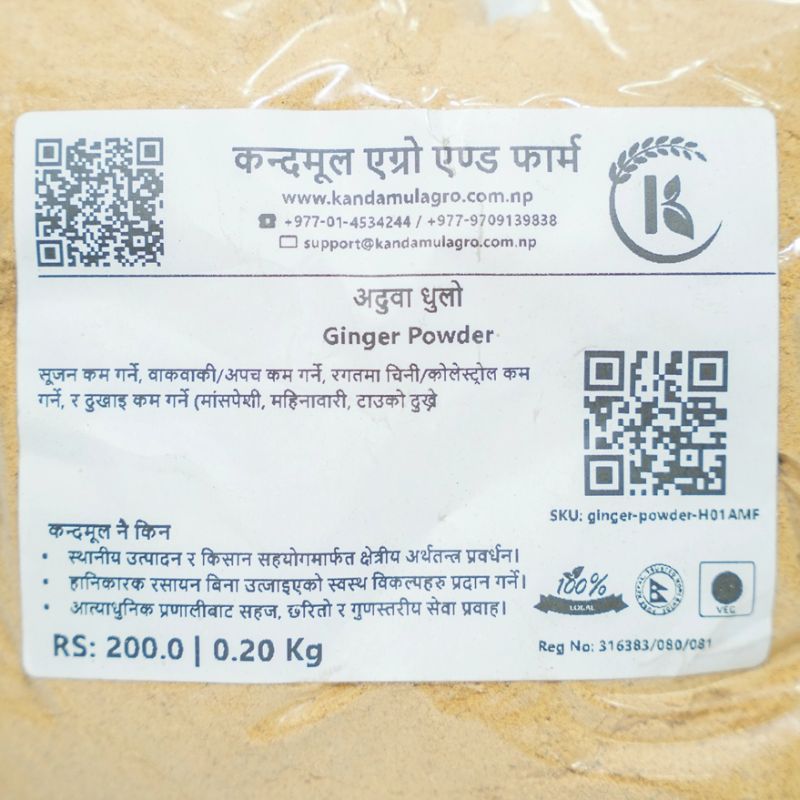 कन्दमूल एग्रो एण्ड फार्म
www.kandamulagro.com.np
+977-01-4534244 / +977-9709139838
support@kandamulagro.com.np
K
अदुवा धुलो
Ginger Powder
सूजन कम गर्ने, वाकवाकी/अपच कम गर्ने, रगतमा चिनी/कोलेस्ट्रोल कम
गर्ने, र दुखाइ कम गर्ने (मांसपेशी, महिनावारी, टाउको दुख्ने
SKU: ginger-powder-H01AMF
कन्दमूल नै किन
• स्थानीय उत्पादन र किसान सहयोगमार्फत क्षेत्रीय अर्थतन्त्र प्रवर्धन।
• हानिकारक रसायन बिना उत्जाइएको स्वस्थ विकल्पहरु प्रदान गर्ने।
• आत्याधुनिक प्रणालीबाट सहज, छरितो र गुणस्तरीय सेवा प्रवाह।
100%
LOCAL
VEG
RS: 200.0 | 0.20 Kg
Reg No: 316383/080/081